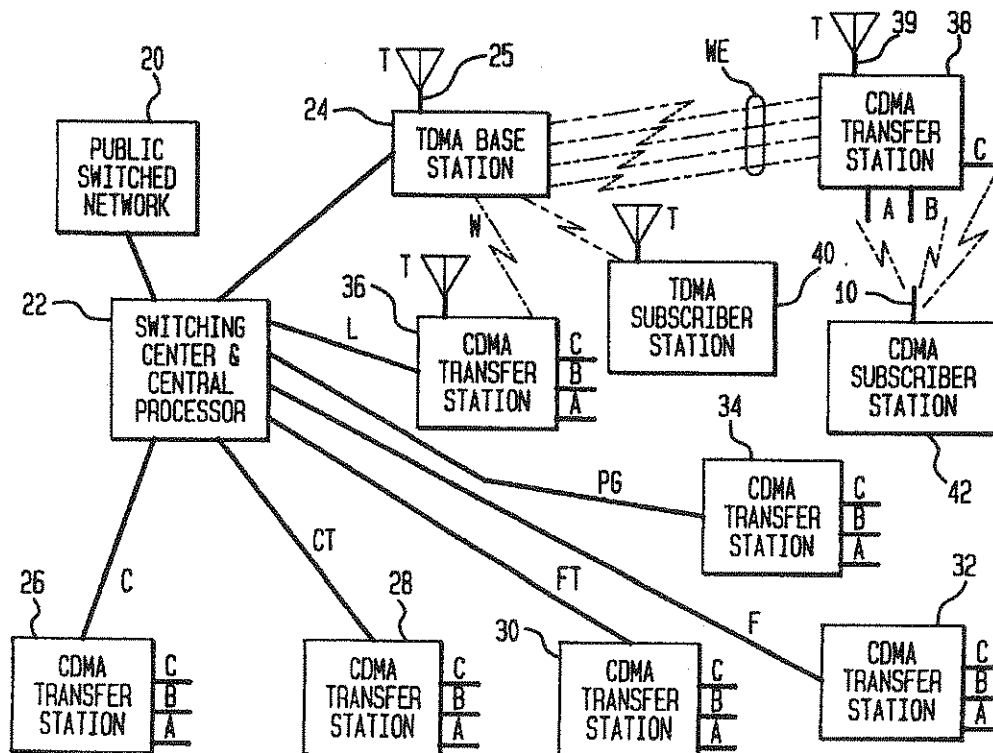 20
PUBLIC
SWITCHED
NETWORK
T
25
24
TDMA BASE
STATION
WE
T
39
38
CDMA
TRANSFER
STATION
C
A
B
W
T
40
TDMA
SUBSCRIBER
STATION
10
CDMA
SUBSCRIBER
STATION
42
22
SWITCHING
CENTER &
CENTRAL
PROCESSOR
L
T
36
CDMA
TRANSFER
STATION
C
B
A
34
PG
CDMA
TRANSFER
STATION
C
B
A
C
CT
FT
F
26
CDMA
TRANSFER
STATION
C
B
A
28
CDMA
TRANSFER
STATION
C
B
A
30
CDMA
TRANSFER
STATION
C
B
A
32
CDMA
TRANSFER
STATION
C
B
A